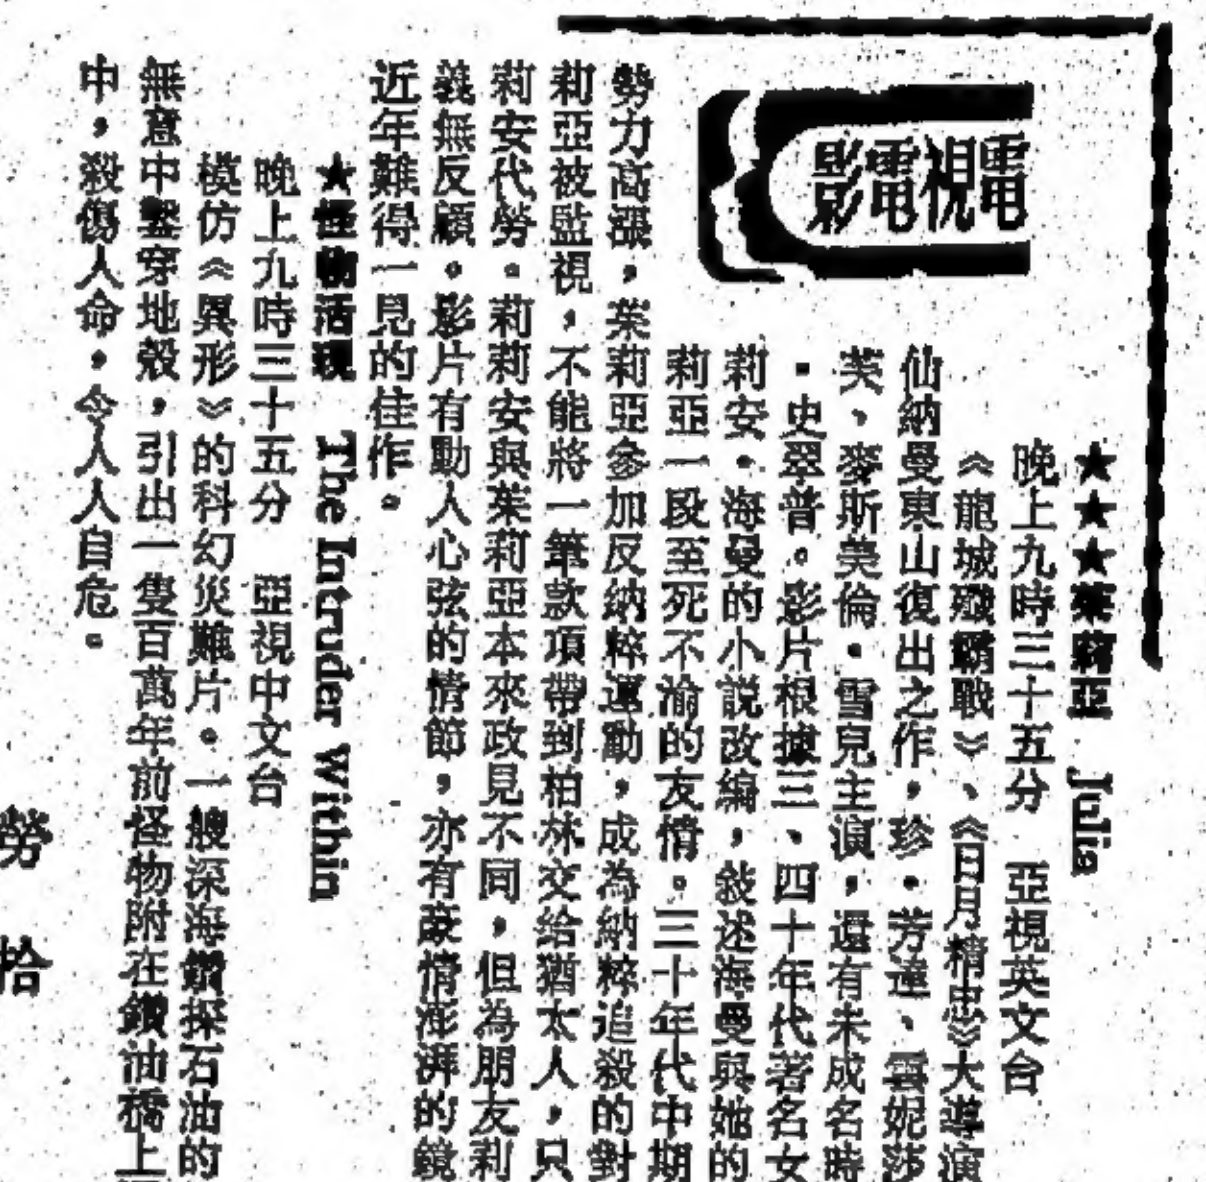 電視電影
★★★茱莉亞 Julia
晚上九時三十五分 亞視英文台
《龍城殲霸戰》、《日月精忠》大導演
仙納曼東山復出之作，珍·芳達、雲妮莎
芙、麥斯美倫·雪兒主演，還有未成名時
·史翠普。影片根據三、四十年代著名女
莉安·海曼的小説改編，敍述海曼與她的
莉亞一段至死不渝的友情。三十年代中期
勢力高漲，茱莉亞參加反納粹運動，成為納粹追殺的對
莉亞被監視，不能將一筆款項帶到柏林交給猶太人，只
莉安代勞。莉莉安與茱莉亞本來政見不同，但為朋友莉
義無反顧。影片有動人心弦的情節，亦有豪情澎湃的鏡
近年難得一見的佳作。
★怪物活現 The Intruder Within
晚上九時三十五分 亞視中文台
模仿《異形》的科幻災難片。一艘深海鑽探石油的
無意中鑿穿地殼，引出一隻百萬年前怪物附在鑽油橋上
中，殺傷人命，令人人自危。
勞 拾